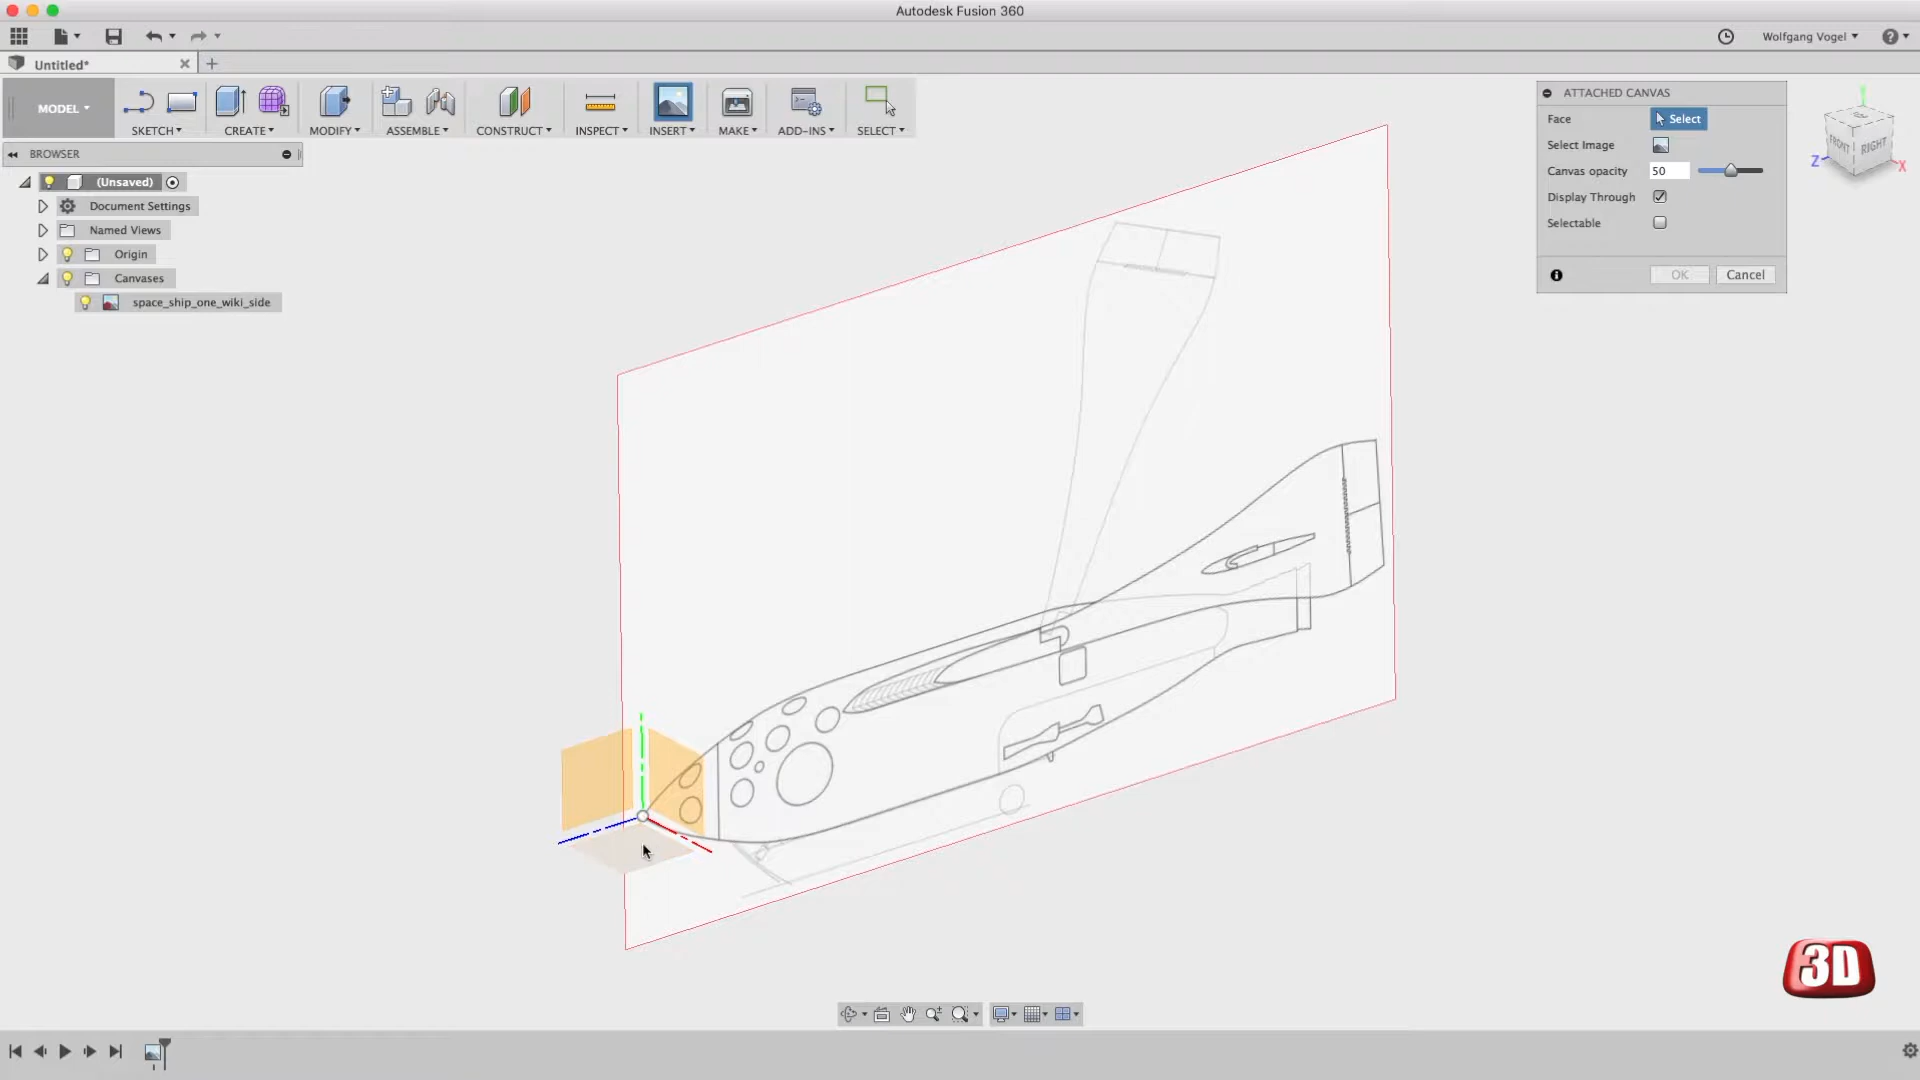 Autodesk Fusion 360
Wolfgang Vogel
Untitled*
MODEL
SKETCH
CREATE
MODIFY
ASSEMBLE
CONSTRUCT
INSPECT
INSERT
MAKE
ADD-INS
SELECT
BROWSER
(Unsaved)
Document Settings
Named Views
Origin
Canvases
space_ship_one_wiki_side
ATTACHED CANVAS
Face
Select
Select Image
Canvas opacity
50
Display Through
Selectable
OK
Cancel
FRONT
RIGHT
Z
X
3D